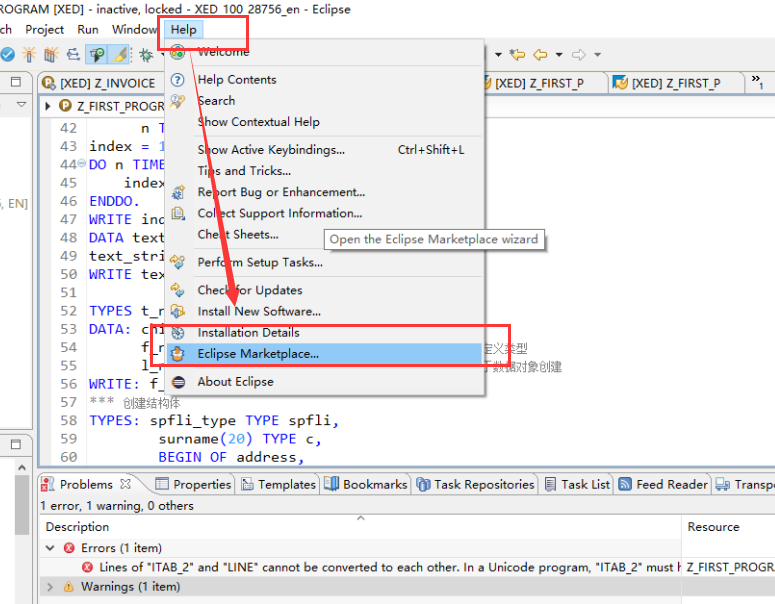 ROGRAM [XED] - inactive, locked - XED_100_28756_en - Eclipse
ch Project Run Window Help
[XED] Z_INVOICE [XED] Z_FIRST_P [XED] Z_FIRST_P »1
Z_FIRST_PROGR
, EN]
42 n T
43 index = 1
44 DO n TIME
45 index
46 ENDDO.
47 WRITE ind
48 DATA text
49 text_stri
50 WRITE tex
51
52 TYPES t_n
53 DATA: chi
54 f_n 定义类型
55 l_ 于数据对象创建
56 WRITE: f_
57 *** 创建结构体
58 TYPES: spfli_type TYPE spfli,
59 surname(20) TYPE c,
60 BEGIN OF address,
Welcome
Help Contents
Search
Show Contextual Help
Show Active Keybindings... Ctrl+Shift+L
Tips and Tricks...
Report Bug or Enhancement...
Collect Support Information...
Cheat Sheets...
Open the Eclipse Marketplace wizard
Perform Setup Tasks...
Check for Updates
Install New Software...
Installation Details
Eclipse Marketplace...
About Eclipse
Problems Properties Templates Bookmarks Task Repositories Task List Feed Reader Transpo
1 error, 1 warning, 0 others
Description Resource
Errors (1 item)
Lines of "ITAB_2" and "LINE" cannot be converted to each other. In a Unicode program, "ITAB_2" must h Z_FIRST_PROGRA
Warnings (1 item)